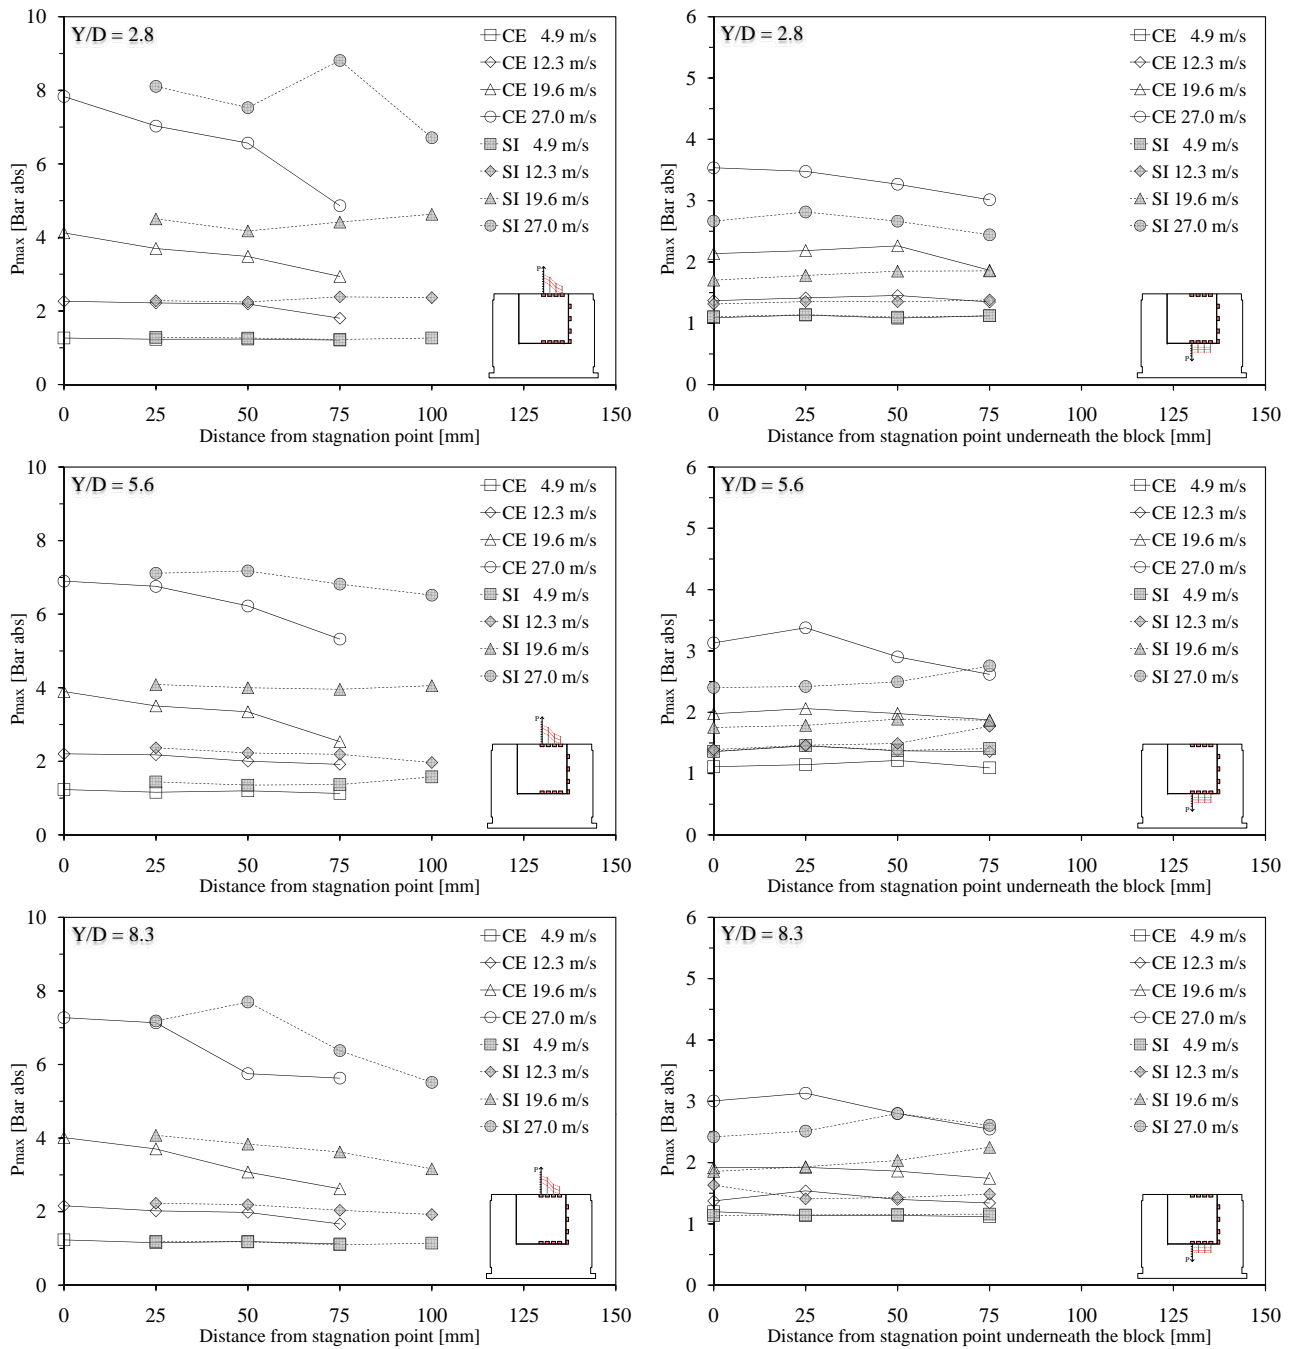 Y/D = 2.8
CE 4.9 m/s
CE 12.3 m/s
CE 19.6 m/s
CE 27.0 m/s
SI 4.9 m/s
SI 12.3 m/s
SI 19.6 m/s
SI 27.0 m/s
Pmax [Bar abs]
10
8
6
4
2
0
P
0 25 50 75 100 125 150
Distance from stagnation point [mm]
Y/D = 2.8
CE 4.9 m/s
CE 12.3 m/s
CE 19.6 m/s
CE 27.0 m/s
SI 4.9 m/s
SI 12.3 m/s
SI 19.6 m/s
SI 27.0 m/s
Pmax [Bar abs]
6
5
4
3
2
1
0
P
0 25 50 75 100 125 150
Distance from stagnation point underneath the block [mm]
Y/D = 5.6
CE 4.9 m/s
CE 12.3 m/s
CE 19.6 m/s
CE 27.0 m/s
SI 4.9 m/s
SI 12.3 m/s
SI 19.6 m/s
SI 27.0 m/s
Pmax [Bar abs]
10
8
6
4
2
0
P
0 25 50 75 100 125 150
Distance from stagnation point [mm]
Y/D = 5.6
CE 4.9 m/s
CE 12.3 m/s
CE 19.6 m/s
CE 27.0 m/s
SI 4.9 m/s
SI 12.3 m/s
SI 19.6 m/s
SI 27.0 m/s
Pmax [Bar abs]
6
5
4
3
2
1
0
P
0 25 50 75 100 125 150
Distance from stagnation point underneath the block [mm]
Y/D = 8.3
CE 4.9 m/s
CE 12.3 m/s
CE 19.6 m/s
CE 27.0 m/s
SI 4.9 m/s
SI 12.3 m/s
SI 19.6 m/s
SI 27.0 m/s
Pmax [Bar abs]
10
8
6
4
2
0
P
0 25 50 75 100 125 150
Distance from stagnation point [mm]
Y/D = 8.3
CE 4.9 m/s
CE 12.3 m/s
CE 19.6 m/s
CE 27.0 m/s
SI 4.9 m/s
SI 12.3 m/s
SI 19.6 m/s
SI 27.0 m/s
Pmax [Bar abs]
6
5
4
3
2
1
0
P
0 25 50 75 100 125 150
Distance from stagnation point underneath the block [mm]